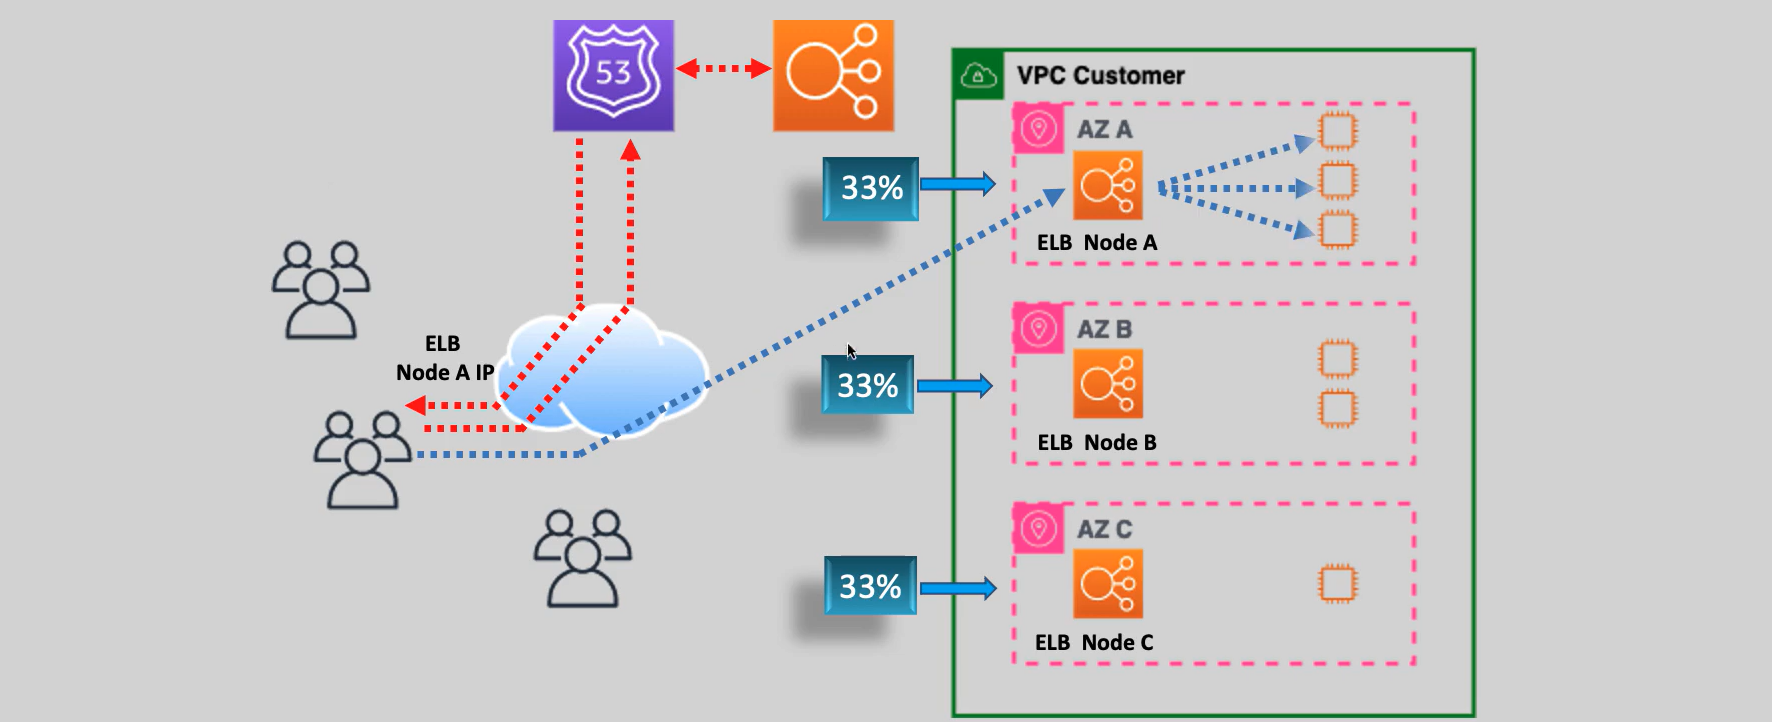 53
VPC Customer
AZ A
33%
ELB Node A
ELB
Node A IP
AZ B
33%
ELB Node B
AZ C
33%
ELB Node C